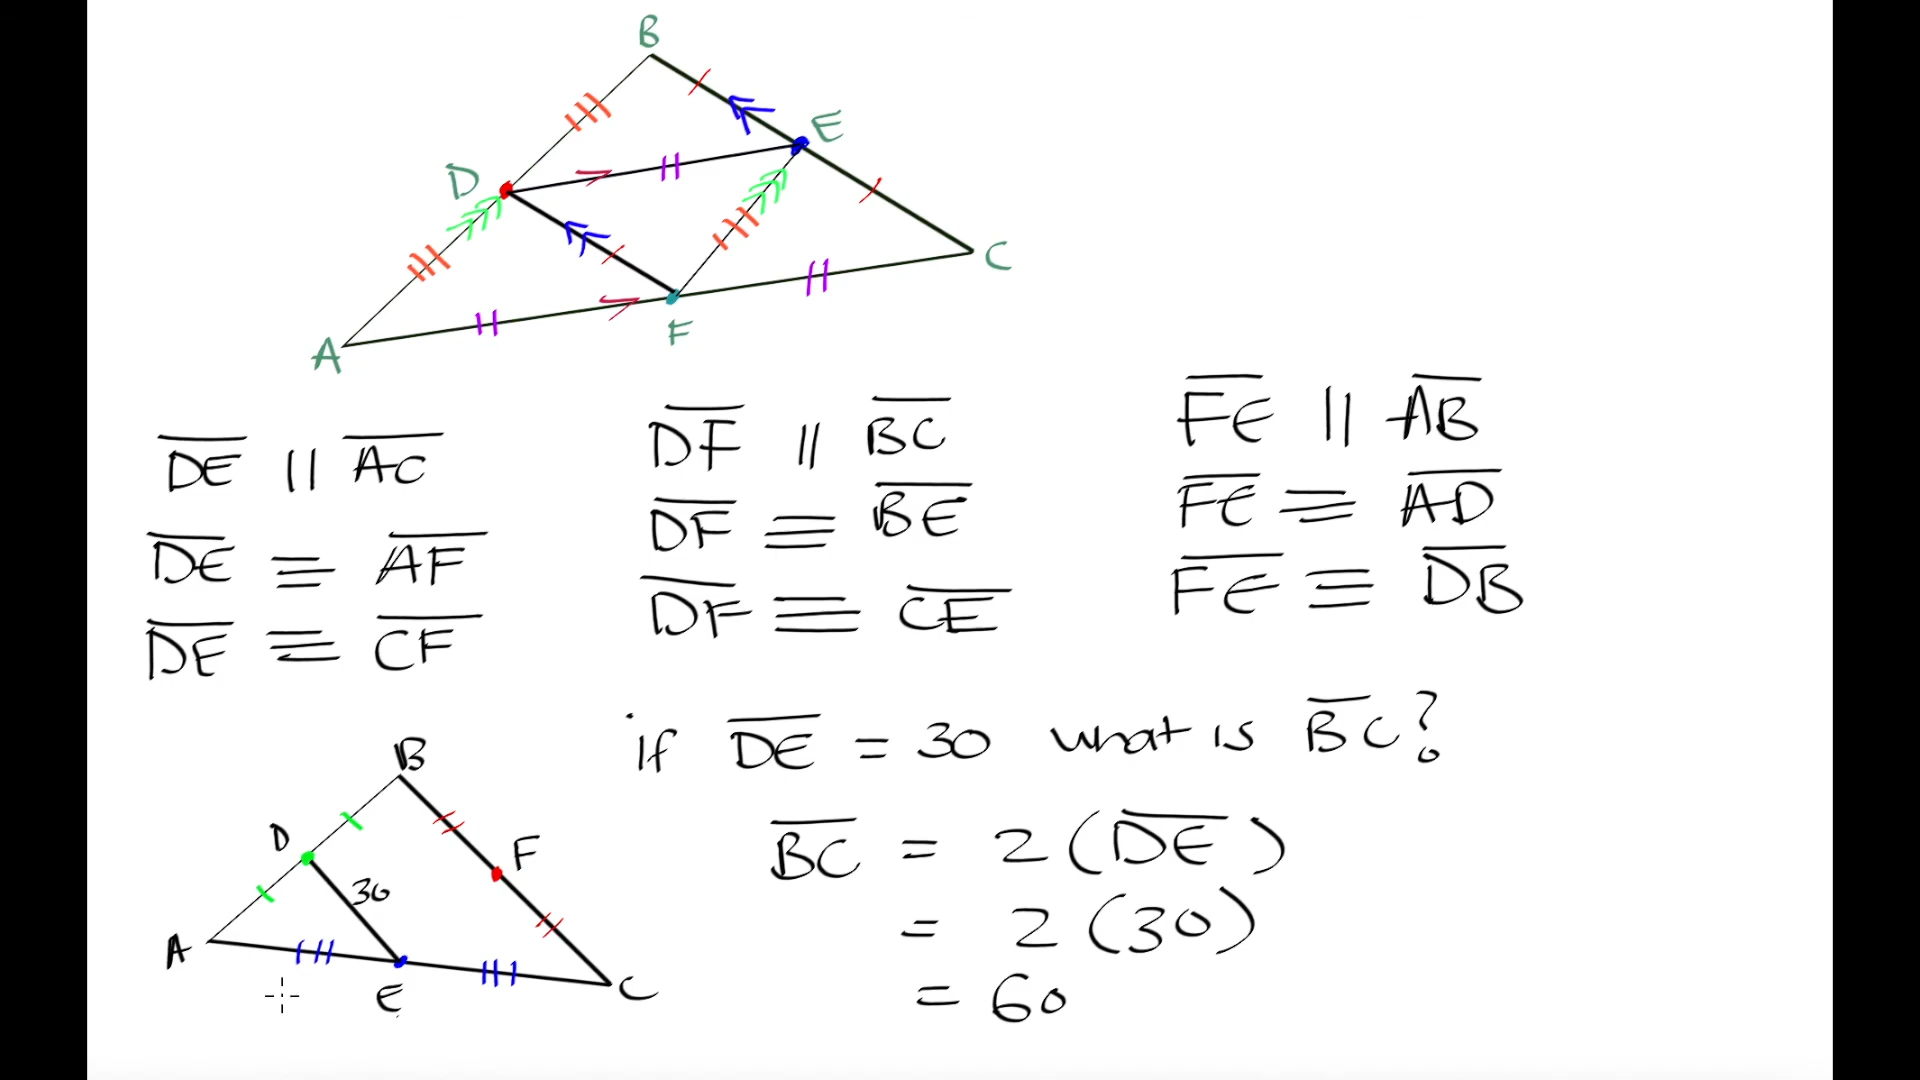 B
E
D
C
F
A
DE || AC
DE ≡ AF
DE ≡ CF
DF || BC
DF ≡ BE
DF ≡ CE
FE || AB
FE ≡ AD
FE ≡ DB
if DE = 30 what is BC?
BC = 2 (DE)
= 2 (30)
= 60
B
D
F
30
A
E
C